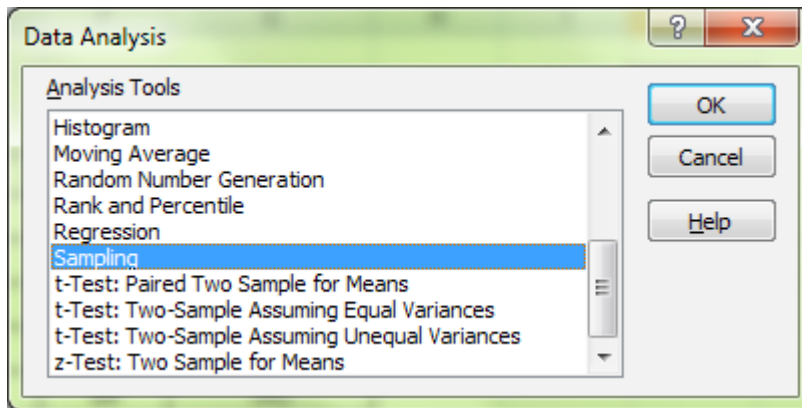 Data Analysis
?
X
Analysis Tools
Histogram
Moving Average
Random Number Generation
Rank and Percentile
Regression
Sampling
t-Test: Paired Two Sample for Means
t-Test: Two-Sample Assuming Equal Variances
t-Test: Two-Sample Assuming Unequal Variances
z-Test: Two Sample for Means
OK
Cancel
Help